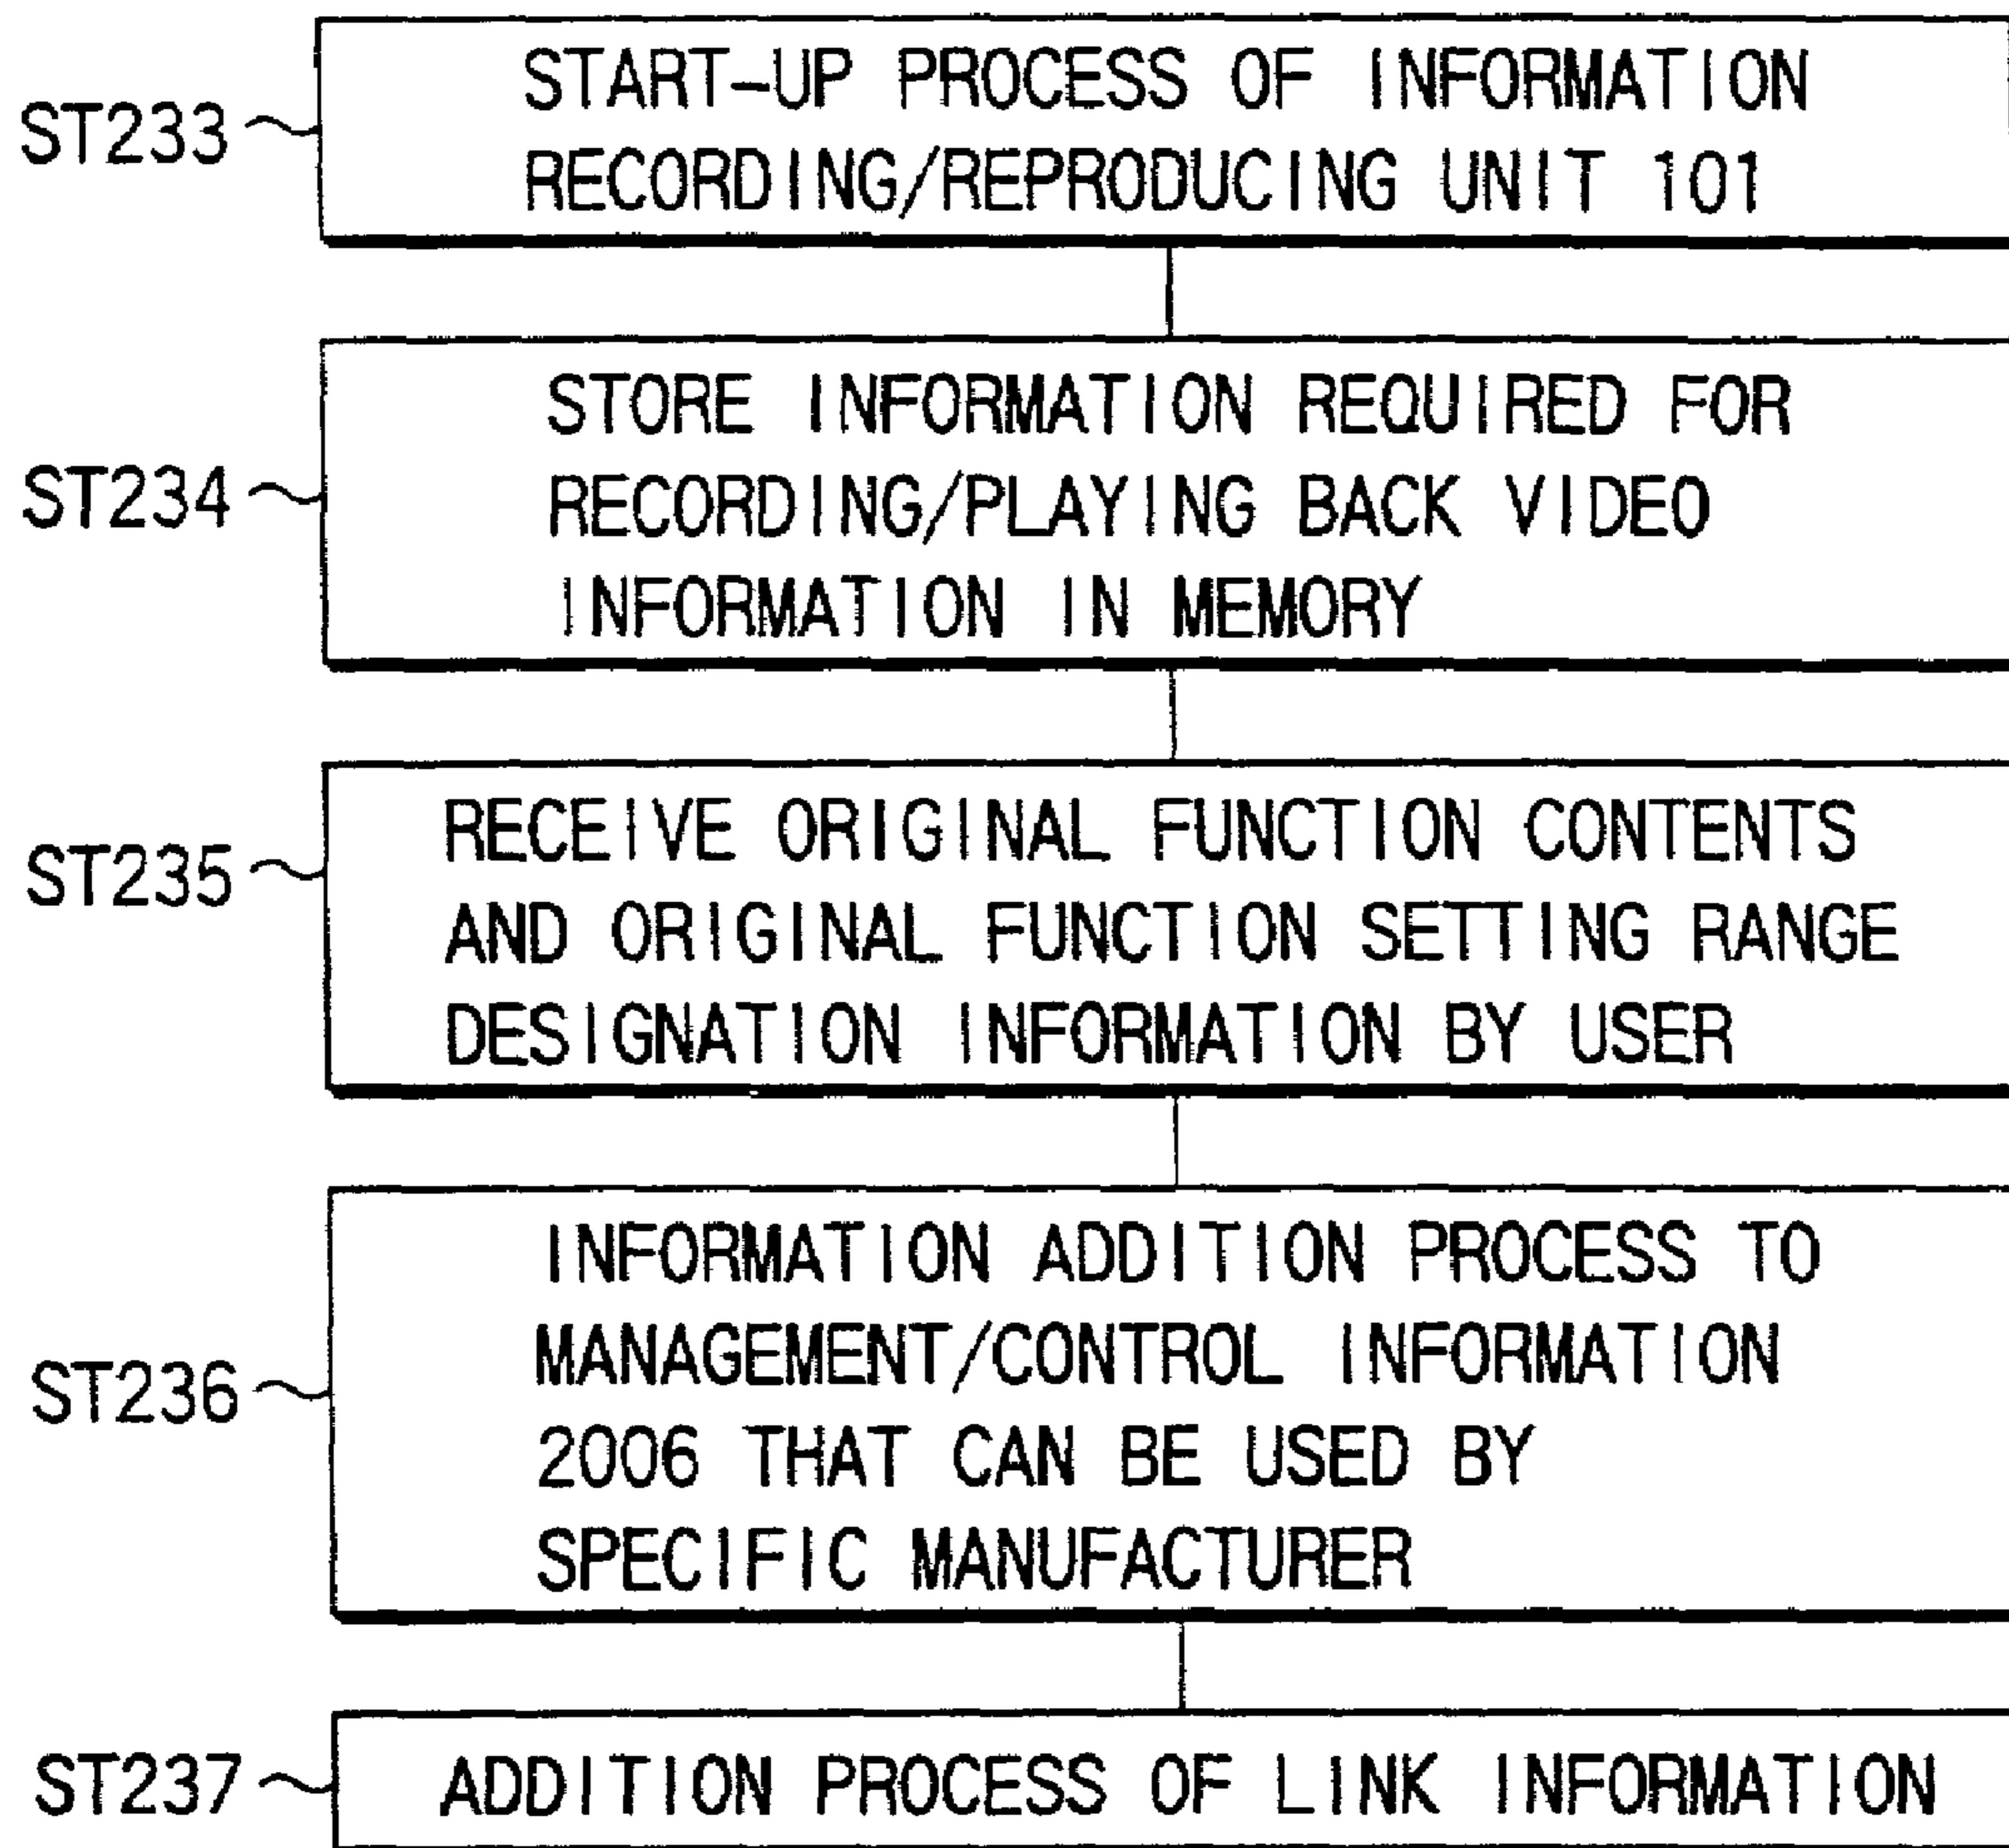 ST233
START-UP PROCESS OF INFORMATION
RECORDING/REPRODUCING UNIT 101
ST234
STORE INFORMATION REQUIRED FOR
RECORDING/PLAYING BACK VIDEO
INFORMATION IN MEMORY
ST235
RECEIVE ORIGINAL FUNCTION CONTENTS
AND ORIGINAL FUNCTION SETTING RANGE
DESIGNATION INFORMATION BY USER
ST236
INFORMATION ADDITION PROCESS TO
MANAGEMENT/CONTROL INFORMATION
2006 THAT CAN BE USED BY
SPECIFIC MANUFACTURER
ST237
ADDITION PROCESS OF LINK INFORMATION